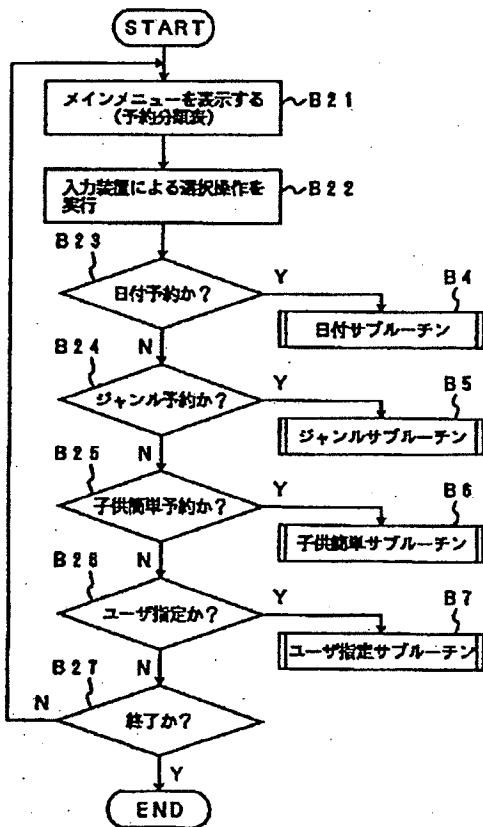 START
メインメニューを表示する
(予約分類表)
B21
入力装置による選択操作を
実行
B22
B23
日付予約か?
Y
N
B4
日付サブルーチン
B24
ジャンル予約か?
Y
N
B5
ジャンルサブルーチン
B25
子供簡単予約か?
Y
N
B6
子供簡単サブルーチン
B26
ユーザ指定か?
Y
N
B7
ユーザ指定サブルーチン
B27
N
終了か?
Y
END